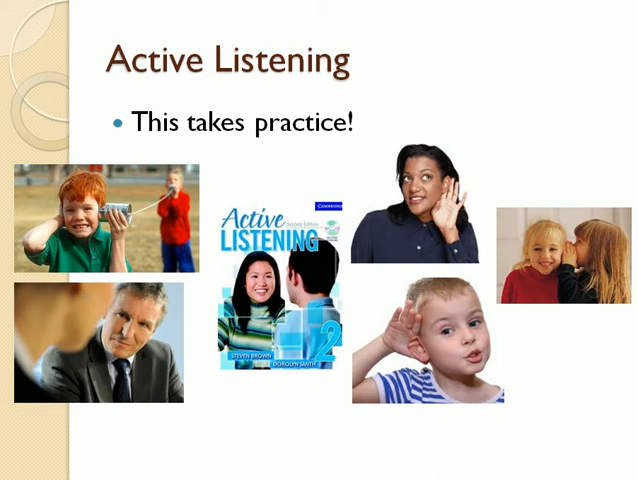 Active Listening
• This takes practice!
CAMBRIDGE
Active
Second Edition
LISTENING
2
STEVEN BROWN
DOROLYN SMITH